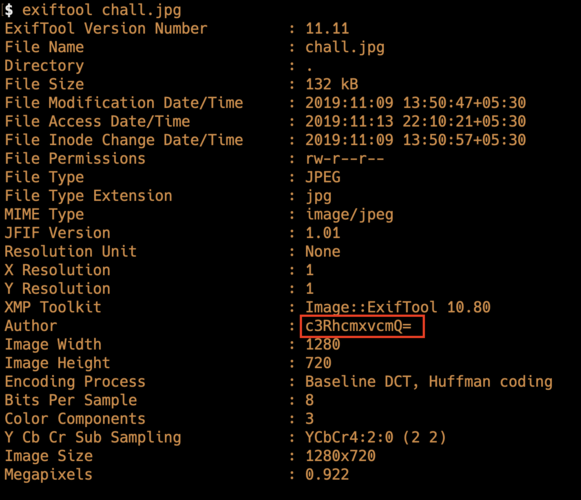 $ exiftool chall.jpg
ExifTool Version Number : 11.11
File Name : chall.jpg
Directory : .
File Size : 132 kB
File Modification Date/Time : 2019:11:09 13:50:47+05:30
File Access Date/Time : 2019:11:13 22:10:21+05:30
File Inode Change Date/Time : 2019:11:09 13:50:57+05:30
File Permissions : rw-r--r--
File Type : JPEG
File Type Extension : jpg
MIME Type : image/jpeg
JFIF Version : 1.01
Resolution Unit : None
X Resolution : 1
Y Resolution : 1
XMP Toolkit : Image::ExifTool 10.80
Author : c3RhcmxvcmQ=
Image Width : 1280
Image Height : 720
Encoding Process : Baseline DCT, Huffman coding
Bits Per Sample : 8
Color Components : 3
Y Cb Cr Sub Sampling : YCbCr4:2:0 (2 2)
Image Size : 1280x720
Megapixels : 0.922